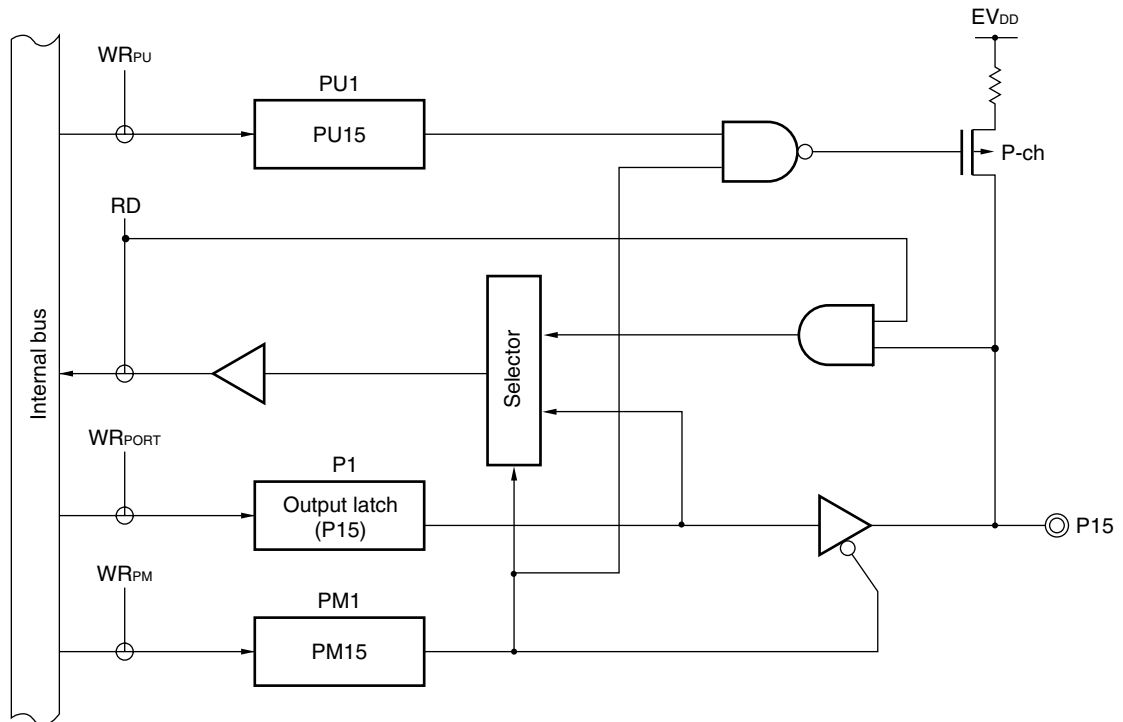 EVDD
WRPU
PU1
PU15
P-ch
RD
Internal bus
Selector
WRPORT
P1
Output latch
(P15)
P15
WRPM
PM1
PM15